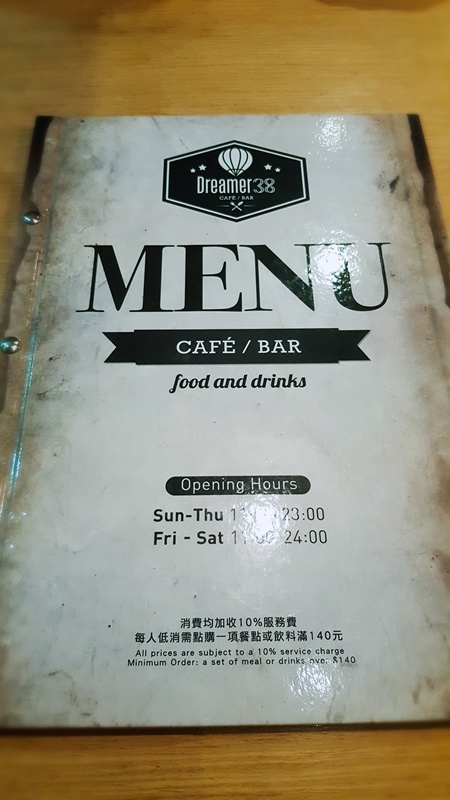 Dreamer38
CAFÉ / BAR
MENU
CAFÉ / BAR
food and drinks
Opening Hours
Sun-Thu 23:00
Fri - Sat 24:00
消費均加收10%服務費
每人低消需點購一項餐點或飲料滿140元
All prices are subject to a 10% service charge
Minimum Order: a set of meal or drinks over $140